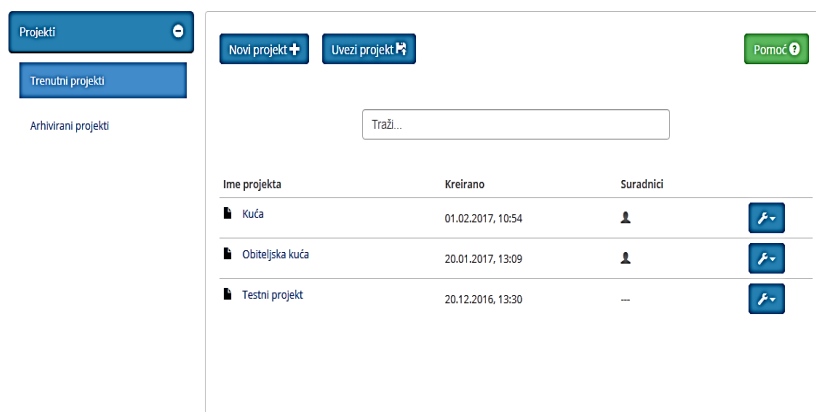 Projekti
Trenutni projekti
Arhivirani projekti
Novi projekt
Uvezi projekt
Pomoć
Traži...
Ime projekta Kreirano Suradnici
Kuća 01.02.2017, 10:54
Obiteljska kuća 20.01.2017, 13:09
Testni projekt 20.12.2016, 13:30 ---